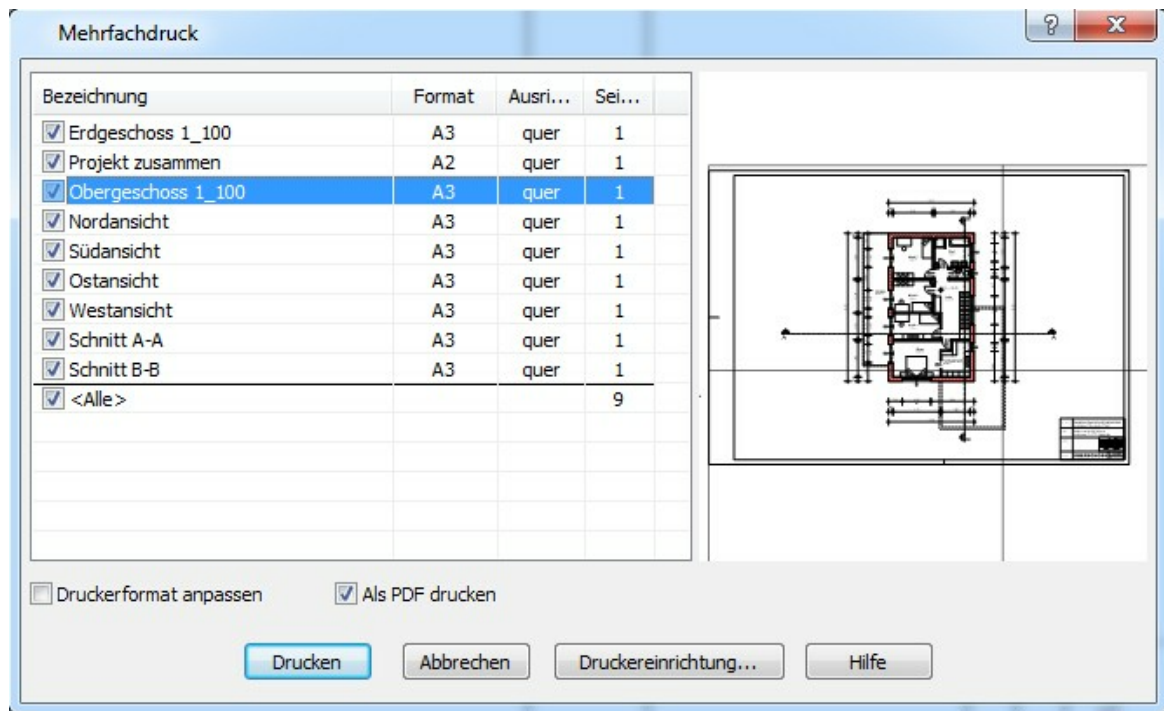 Mehrfachdruck
Bezeichnung Format Ausri... Sei...
Erdgeschoss 1_100 A3 quer 1
Projekt zusammen A2 quer 1
Obergeschoss 1_100 A3 quer 1
Nordansicht A3 quer 1
Südansicht A3 quer 1
Ostansicht A3 quer 1
Westansicht A3 quer 1
Schnitt A-A A3 quer 1
Schnitt B-B A3 quer 1
<Alle> 9
Druckerformat anpassen Als PDF drucken
Drucken Abbrechen Druckereinrichtung... Hilfe